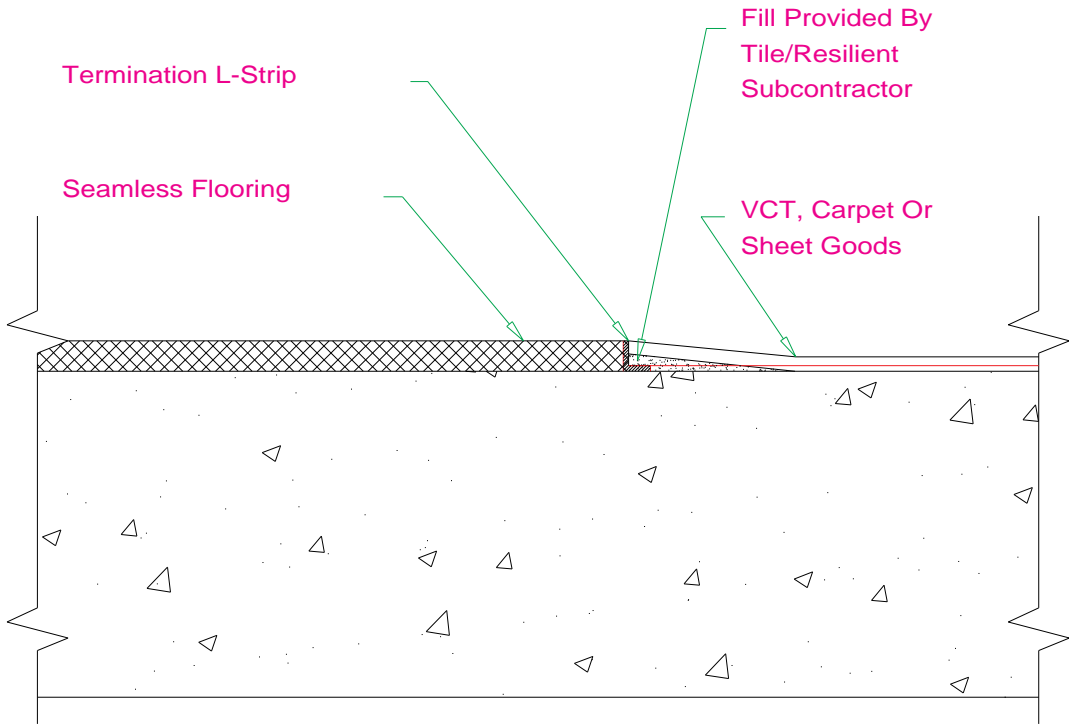 Fill Provided By
Tile/Resilient
Subcontractor
Termination L-Strip
Seamless Flooring
VCT, Carpet Or
Sheet Goods